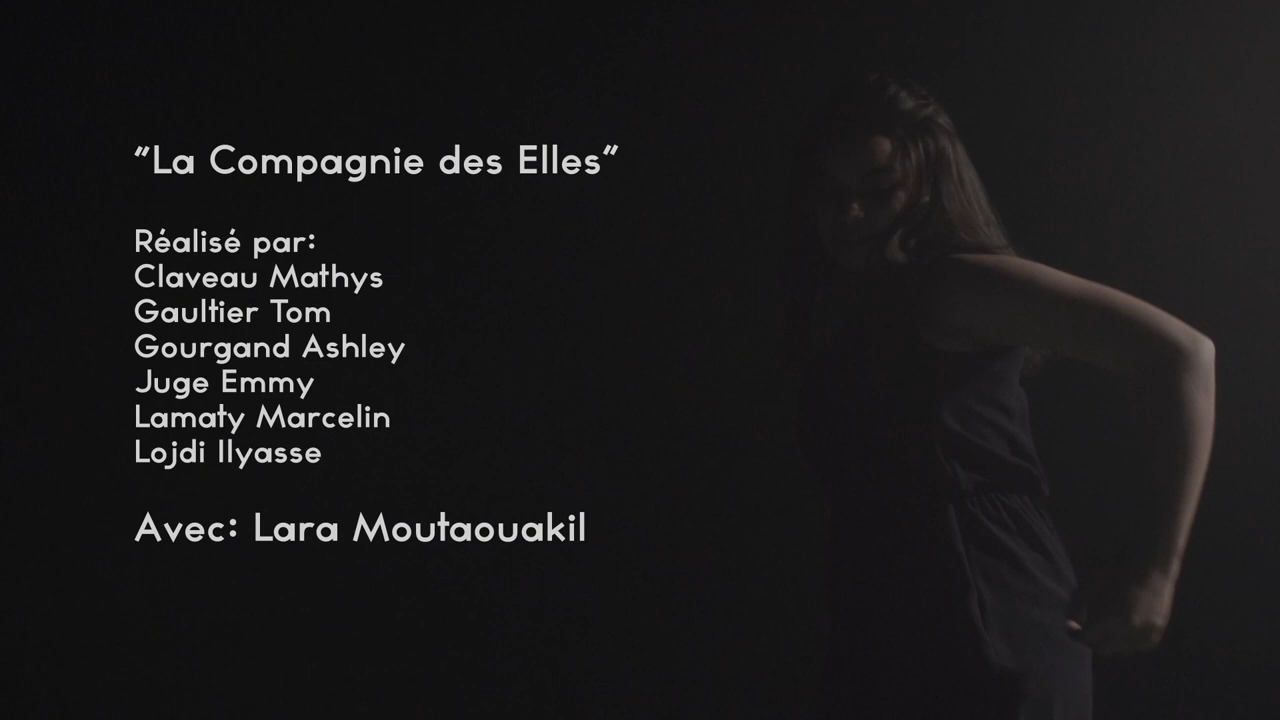 “La Compagnie des Elles”
Réalisé par:
Claveau Mathys
Gaultier Tom
Gourgand Ashley
Juge Emmy
Lamaty Marcelin
Lojdi Ilyasse
Avec: Lara Moutaouakil